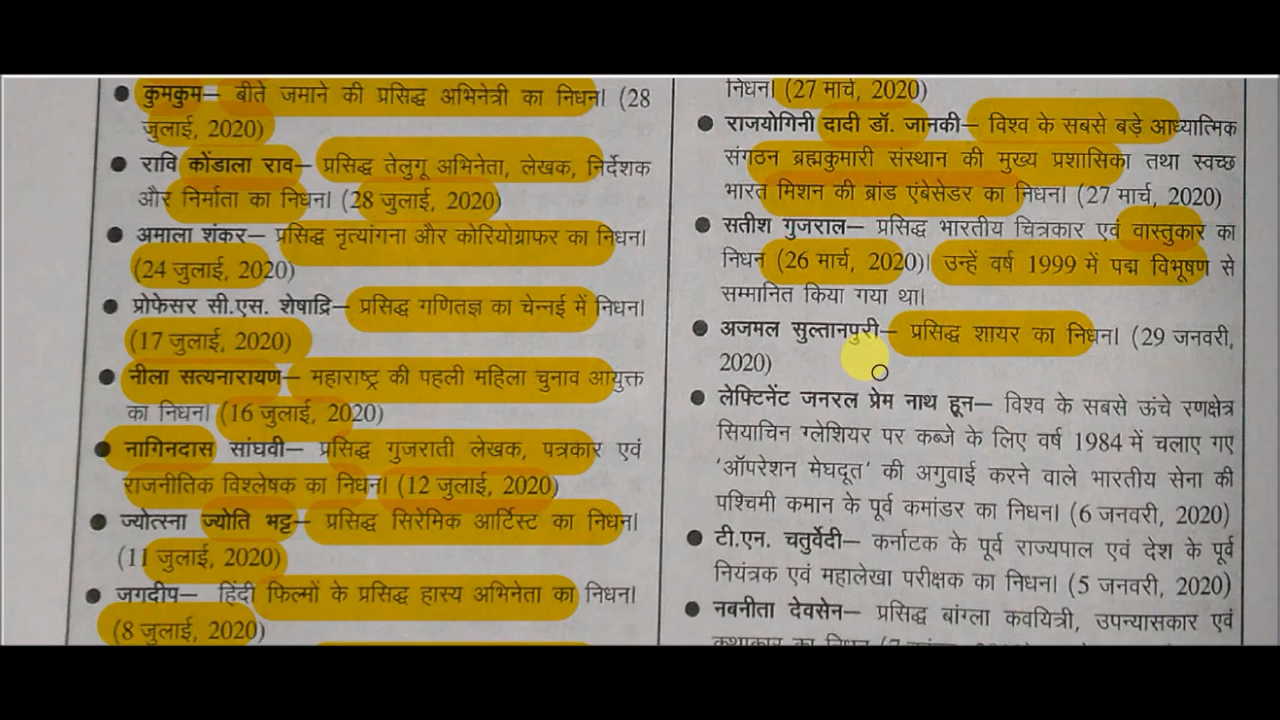 कुमकुम— बीते जमाने की प्रसिद्ध अभिनेत्री का निधन। (28
जुलाई, 2020)
रावि कोंडाला राव— प्रसिद्ध तेलुगू अभिनेता, लेखक, निर्देशक
और निर्माता का निधन। (28 जुलाई, 2020)
अमाला शंकर— प्रसिद्ध नृत्यांगना और कोरियोग्राफर का निधन।
(24 जुलाई, 2020)
प्रोफेसर सी.एस. शेषाद्रि— प्रसिद्ध गणितज्ञ का चेन्नई में निधन।
(17 जुलाई, 2020)
नीला सत्यनारायण— महाराष्ट्र की पहली महिला चुनाव आयुक्त
का निधन। (16 जुलाई, 2020)
नागिनदास सांघवी— प्रसिद्ध गुजराती लेखक, पत्रकार एवं
राजनीतिक विश्लेषक का निधन। (12 जुलाई, 2020)
ज्योत्स्ना ज्योति भट्ट— प्रसिद्ध सिरेमिक आर्टिस्ट का निधन।
(11 जुलाई, 2020)
जगदीप— हिंदी फिल्मों के प्रसिद्ध हास्य अभिनेता का निधन।
(8 जुलाई, 2020)
निधन। (27 मार्च, 2020)
राजयोगिनी दादी डॉ. जानकी— विश्व के सबसे बड़े आध्यात्मिक
संगठन ब्रह्मकुमारी संस्थान की मुख्य प्रशासिका तथा स्वच्छ
भारत मिशन की ब्रांड एंबेसेडर का निधन। (27 मार्च, 2020)
सतीश गुजराल— प्रसिद्ध भारतीय चित्रकार एवं वास्तुकार का
निधन (26 मार्च, 2020)। उन्हें वर्ष 1999 में पद्म विभूषण से
सम्मानित किया गया था।
अजमल सुल्तानपुरी— प्रसिद्ध शायर का निधन। (29 जनवरी,
2020)
लेफ्टिनेंट जनरल प्रेम नाथ हून— विश्व के सबसे ऊंचे रणक्षेत्र
सियाचिन ग्लेशियर पर कब्जे के लिए वर्ष 1984 में चलाए गए
‘ऑपरेशन मेघदूत’ की अगुवाई करने वाले भारतीय सेना की
पश्चिमी कमान के पूर्व कमांडर का निधन। (6 जनवरी, 2020)
टी.एन. चतुर्वेदी— कर्नाटक के पूर्व राज्यपाल एवं देश के पूर्व
नियंत्रक एवं महालेखा परीक्षक का निधन। (5 जनवरी, 2020)
नबनीता देवसेन— प्रसिद्ध बांग्ला कवयित्री, उपन्यासकार एवं